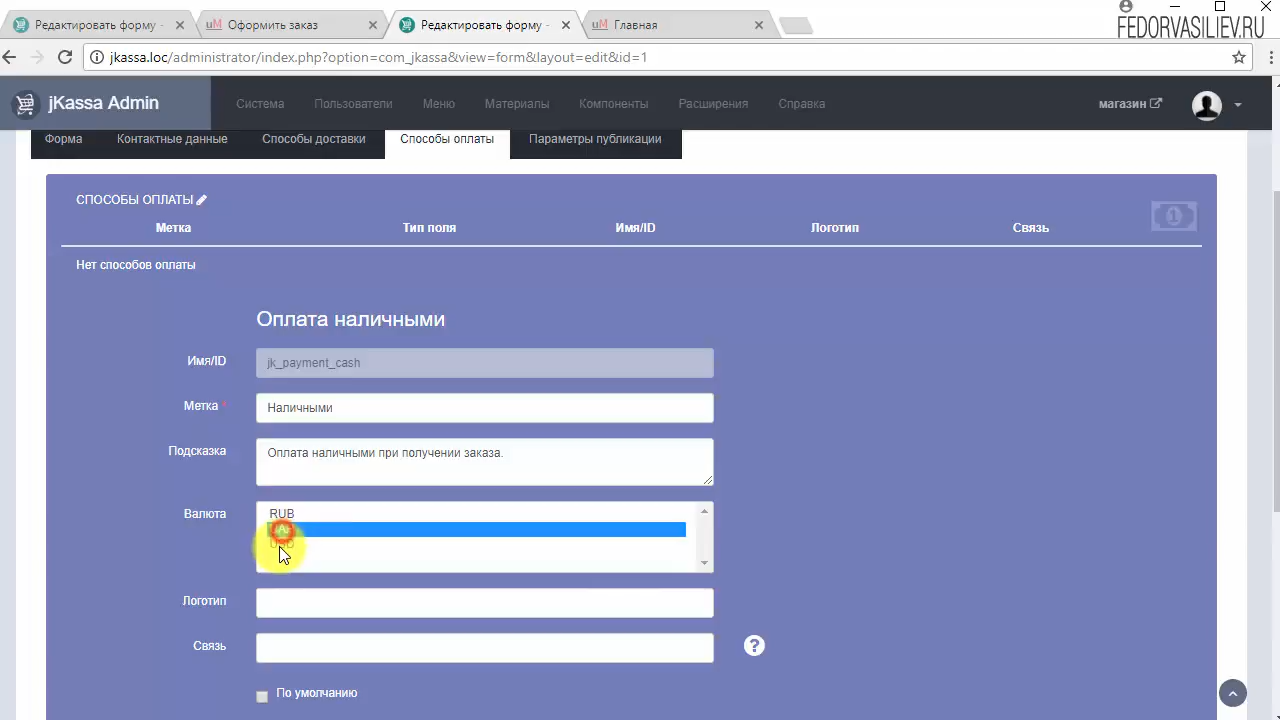 Редактировать форму -
Оформить заказ
Редактировать форму -
Главная
FEDORVASILIEV.RU
jkassa.loc/administrator/index.php?option=com_jkassa&view=form&layout=edit&id=1
jKassa Admin
Система
Пользователи
Меню
Материалы
Компоненты
Расширения
Справка
магазин
Форма
Контактные данные
Способы доставки
Способы оплаты
Параметры публикации
СПОСОБЫ ОПЛАТЫ
Метка
Тип поля
Имя/ID
Логотип
Связь
Нет способов оплаты
Оплата наличными
Имя/ID
jk_payment_cash
Метка *
Наличными
Подсказка
Оплата наличными при получении заказа.
Валюта
RUB
Логотип
Связь
?
По умолчанию